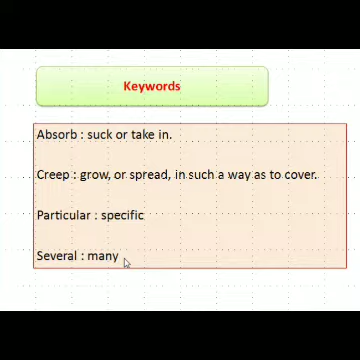 Keywords
Absorb : suck or take in.
Creep : grow, or spread, in such a way as to cover.
Particular : specific
Several : many